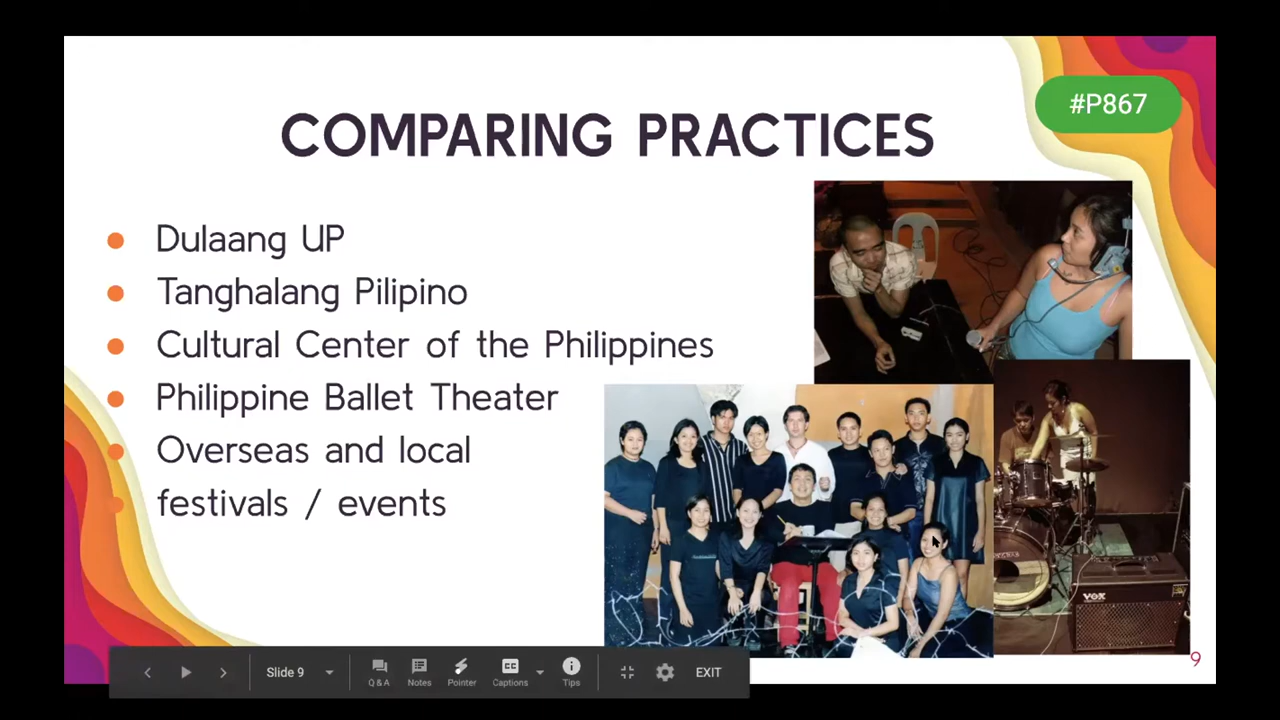 #P867
COMPARING PRACTICES
Dulaang UP
Tanghalang Pilipino
Cultural Center of the Philippines
Philippine Ballet Theater
Overseas and local
festivals / events
VOX
9
Slide 9
Q & A
Notes
Pointer
Captions
Tips
EXIT